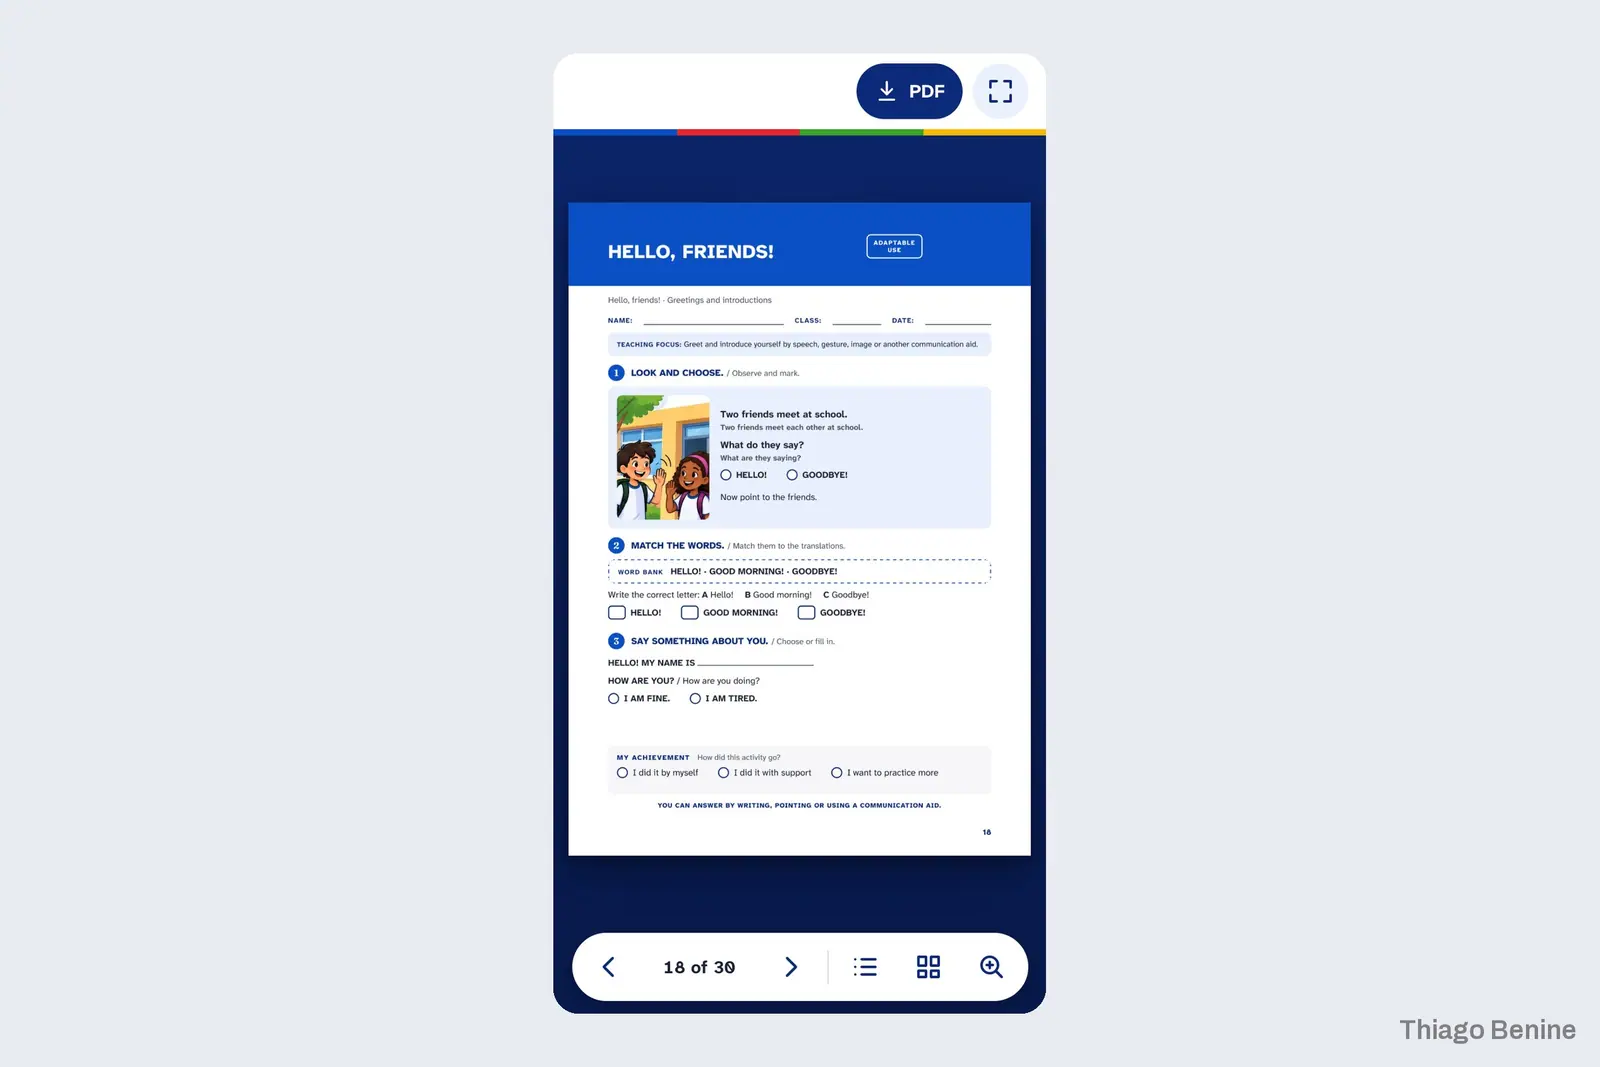 PDF
HELLO, FRIENDS!
ADAPTABLE
USE
Hello, friends! · Greetings and introductions
NAME: CLASS: DATE:
TEACHING FOCUS: Greet and introduce yourself by speech, gesture, image or another communication aid.
1 LOOK AND CHOOSE. / Observe and mark.
Two friends meet at school.
Two friends meet each other at school.
What do they say?
What are they saying?
HELLO! GOODBYE!
Now point to the friends.
2 MATCH THE WORDS. / Match them to the translations.
WORD BANK HELLO! · GOOD MORNING! · GOODBYE!
Write the correct letter: A Hello! B Good morning! C Goodbye!
HELLO! GOOD MORNING! GOODBYE!
3 SAY SOMETHING ABOUT YOU. / Choose or fill in.
HELLO! MY NAME IS
HOW ARE YOU? / How are you doing?
I AM FINE. I AM TIRED.
MY ACHIEVEMENT How did this activity go?
I did it by myself I did it with support I want to practice more
YOU CAN ANSWER BY WRITING, POINTING OR USING A COMMUNICATION AID.
18
18 of 30
Thiago Benine